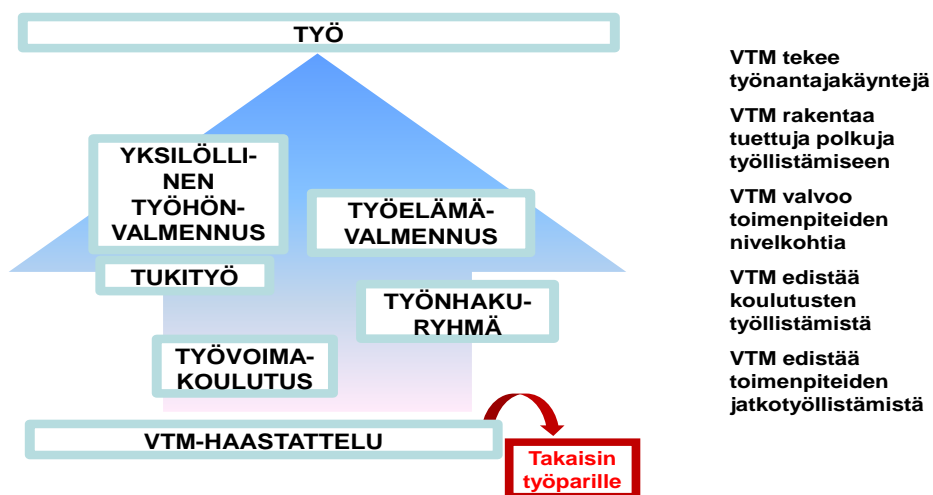 TYÖ
YKSILÖLLI-
NEN
TYÖHÖN-
VALMENNUS
TYÖELÄMÄ-
VALMENNUS
TUKITYÖ
TYÖNHAKU-
RYHMÄ
TYÖVOIMA-
KOULUTUS
VTM-HAASTATTELU
Takaisin
työparille
VTM tekee
työnantajakäyntejä
VTM rakentaa
tuettuja polkuja
työllistämiseen
VTM valvoo
toimenpiteiden
nivelkohtia
VTM edistää
koulutusten
työllistämistä
VTM edistää
toimenpiteiden
jatkotyöllistämistä